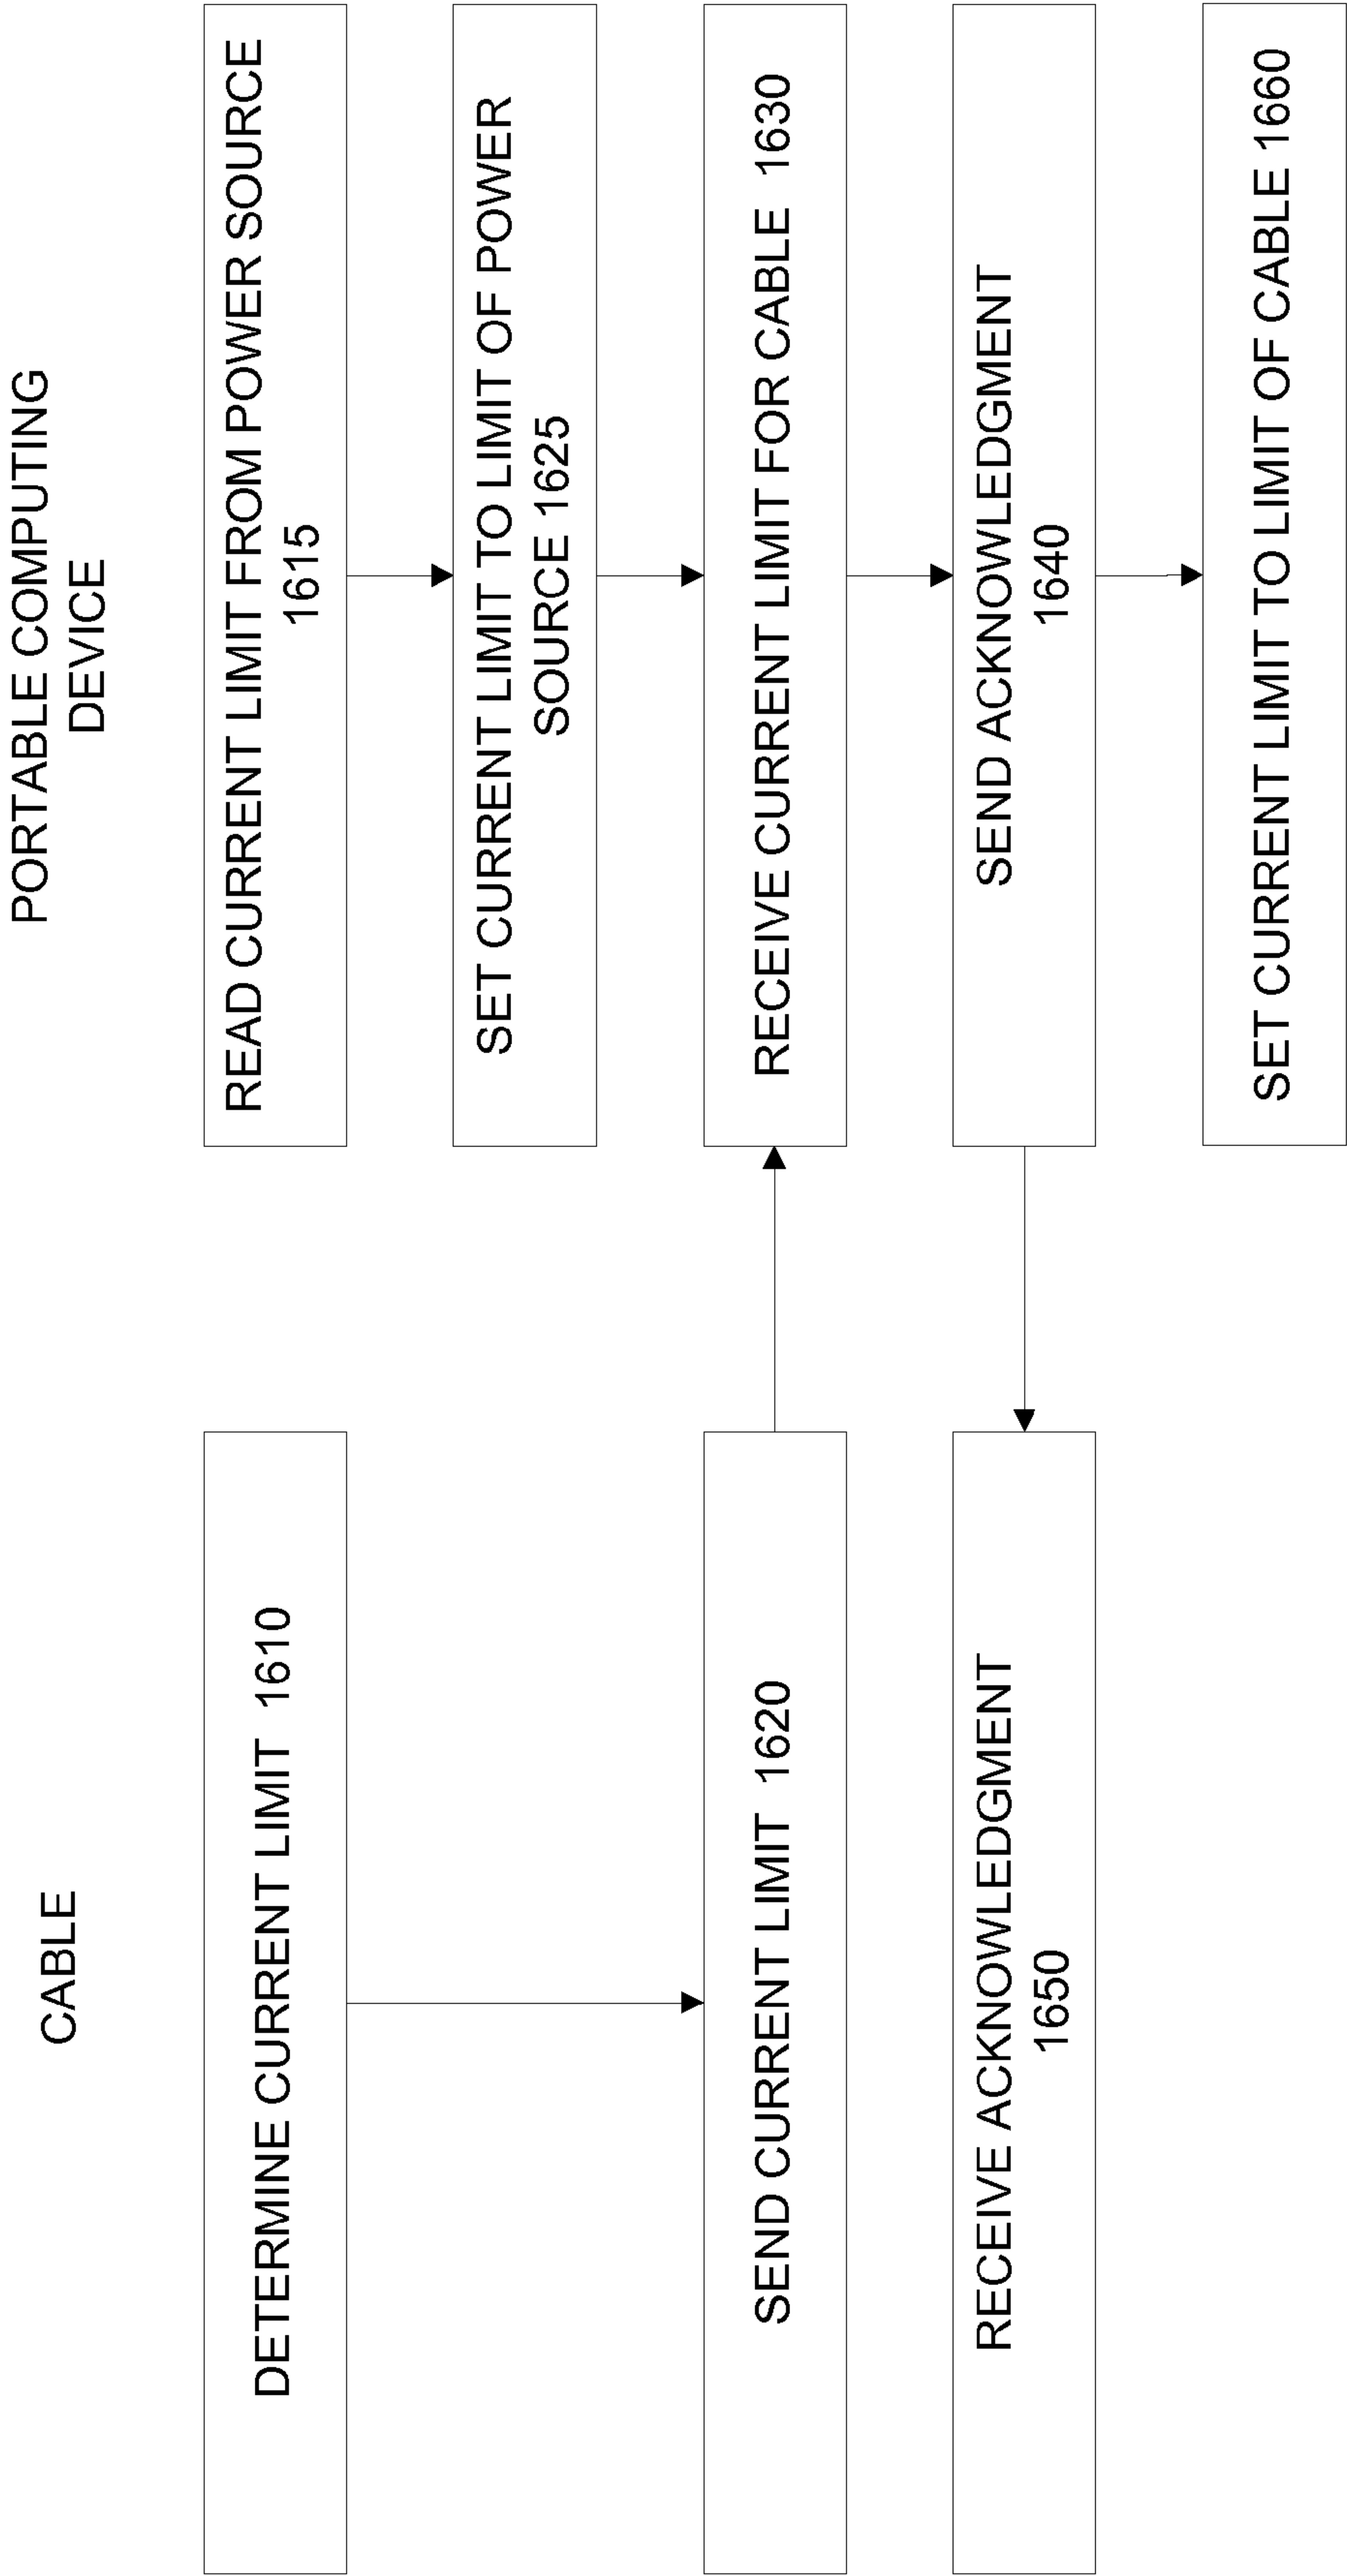 CABLE
PORTABLE COMPUTING
DEVICE
DETERMINE CURRENT LIMIT 1610
READ CURRENT LIMIT FROM POWER SOURCE
1615
SET CURRENT LIMIT TO LIMIT OF POWER
SOURCE 1625
SEND CURRENT LIMIT 1620
RECEIVE CURRENT LIMIT FOR CABLE 1630
RECEIVE ACKNOWLEDGMENT
1650
SEND ACKNOWLEDGMENT
1640
SET CURRENT LIMIT TO LIMIT OF CABLE 1660